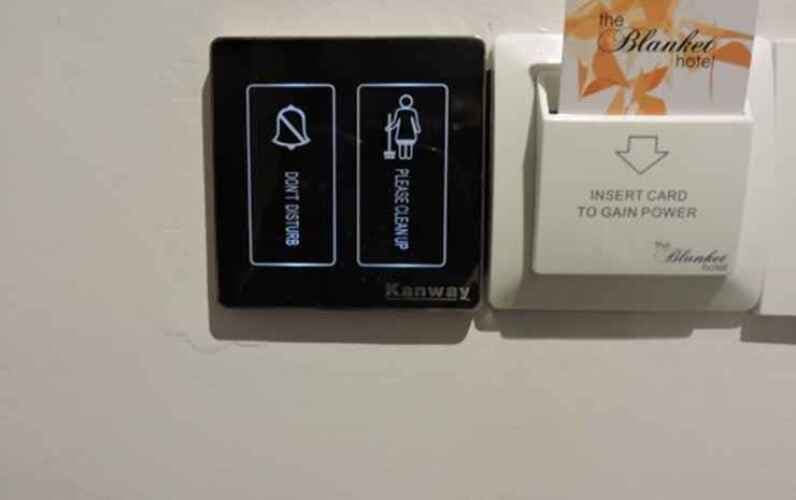 DON'T DISTURB
PLEASE CLEAN UP
Kanway
the
Blanket
hotel
INSERT CARD
TO GAIN POWER
the
Blanket
hotel